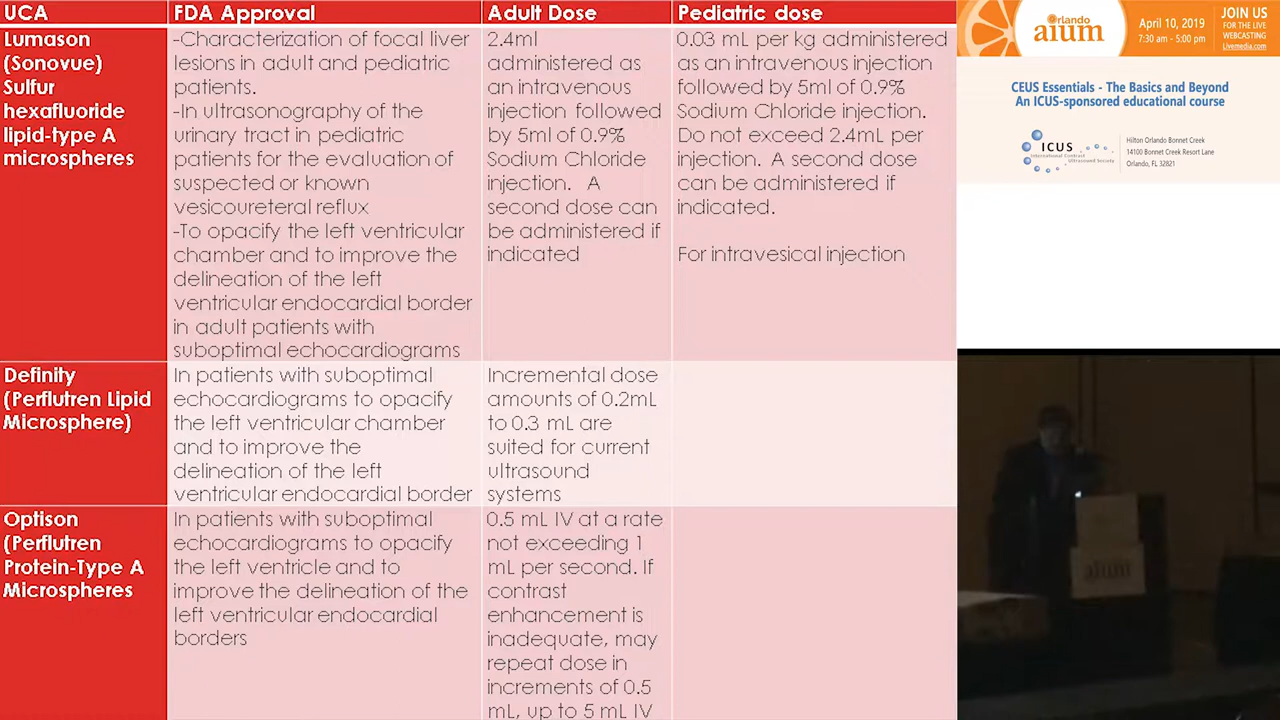 UCA
FDA Approval
Adult Dose
Pediatric dose
Lumason
(Sonovue)
Sulfur
hexafluoride
lipid-type A
microspheres
-Characterization of focal liver
lesions in adult and pediatric
patients.
-In ultrasonography of the
urinary tract in pediatric
patients for the evaluation of
suspected or known
vesicoureteral reflux
-To opacify the left ventricular
chamber and to improve the
delineation of the left
ventricular endocardial border
in adult patients with
suboptimal echocardiograms
2.4ml
administered as
an intravenous
injection followed
by 5ml of 0.9%
Sodium Chloride
injection. A
second dose can
be administered if
indicated
0.03 mL per kg administered
as an intravenous injection
followed by 5ml of 0.9%
Sodium Chloride injection.
Do not exceed 2.4mL per
injection. A second dose
can be administered if
indicated.
For intravesical injection
Definity
(Perflutren Lipid
Microsphere)
In patients with suboptimal
echocardiograms to opacify
the left ventricular chamber
and to improve the
delineation of the left
ventricular endocardial border
Incremental dose
amounts of 0.2mL
to 0.3 mL are
suited for current
ultrasound
systems
Optison
(Perflutren
Protein-Type A
Microspheres
In patients with suboptimal
echocardiograms to opacify
the left ventricle and to
improve the delineation of the
left ventricular endocardial
borders
0.5 mL IV at a rate
not exceeding 1
mL per second. If
contrast
enhancement is
inadequate, may
repeat dose in
increments of 0.5
mL, up to 5 mL IV
Orlando
aium
April 10, 2019
7:30 am - 5:00 pm
JOIN US
FOR THE LIVE
WEBCASTING
Livemedia.com
CEUS Essentials - The Basics and Beyond
An ICUS-sponsored educational course
ICUS
International Contrast
Ultrasound Society
Hilton Orlando Bonnet Creek
14100 Bonnet Creek Resort Lane
Orlando, FL 32821
aium